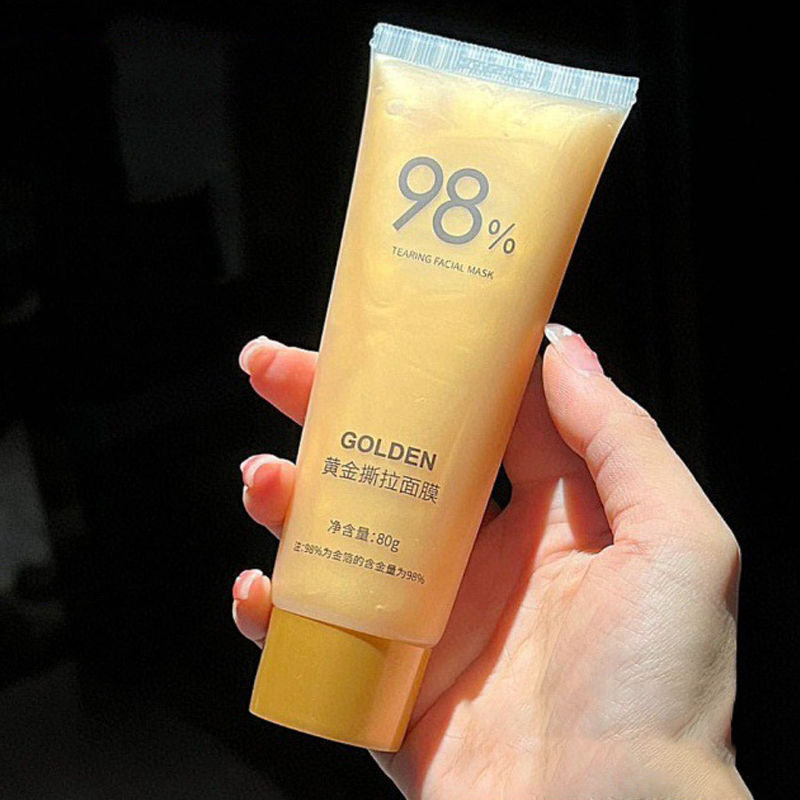 98%
TEARING FACIAL MASK
GOLDEN
黄金撕拉面膜
净含量:80g
注:98%为金箔的含金量为98%